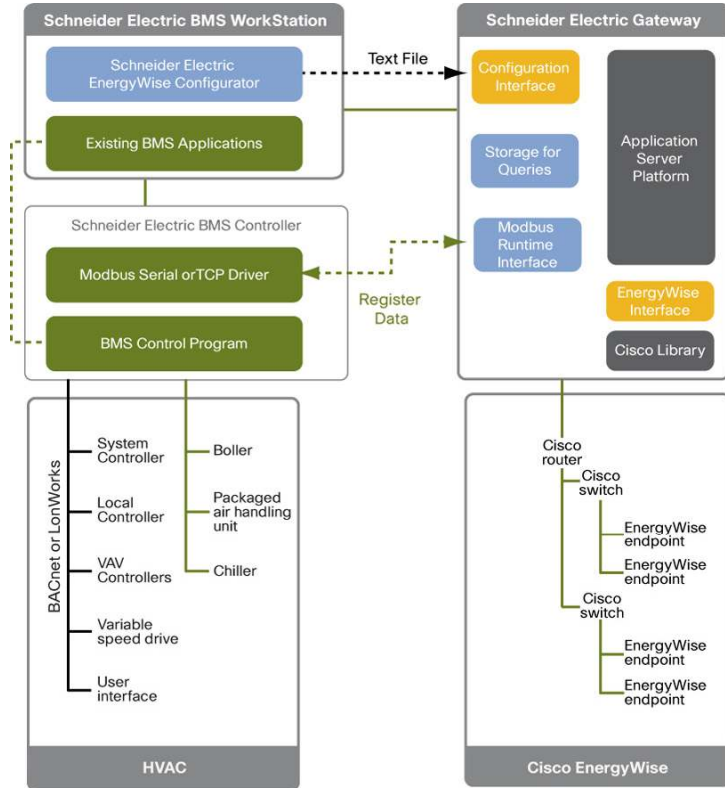 Schneider Electric BMS WorkStation
Schneider Electric
EnergyWise Configurator
Existing BMS Applications
Text File
Schneider Electric Gateway
Configuration
Interface
Storage for
Queries
Modbus
Runtime
Interface
Application
Server
Platform
EnergyWise
Interface
Cisco Library
Schneider Electric BMS Controller
Modbus Serial orTCP Driver
BMS Control Program
Register
Data
BACnet or LonWorks
System
Controller
Local
Controller
VAV
Controllers
Variable
speed drive
User
interface
Boller
Packaged
air handling
unit
Chiller
HVAC
Cisco
router
Cisco
switch
EnergyWise
endpoint
EnergyWise
endpoint
Cisco
switch
EnergyWise
endpoint
EnergyWise
endpoint
Cisco EnergyWise